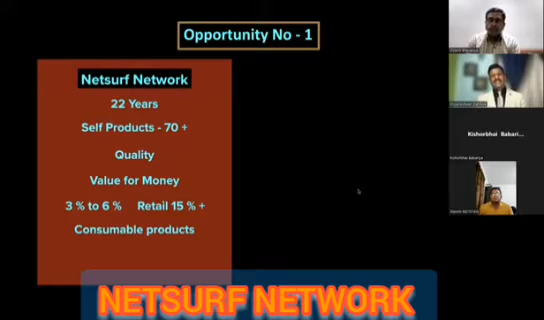 Opportunity No - 1
Netsurf Network
22 Years
Self Products - 70 +
Quality
Value for Money
3 % to 6 % Retail 15 % +
Consumable products
Kishorbhai Babari...
NETSURF NETWORK